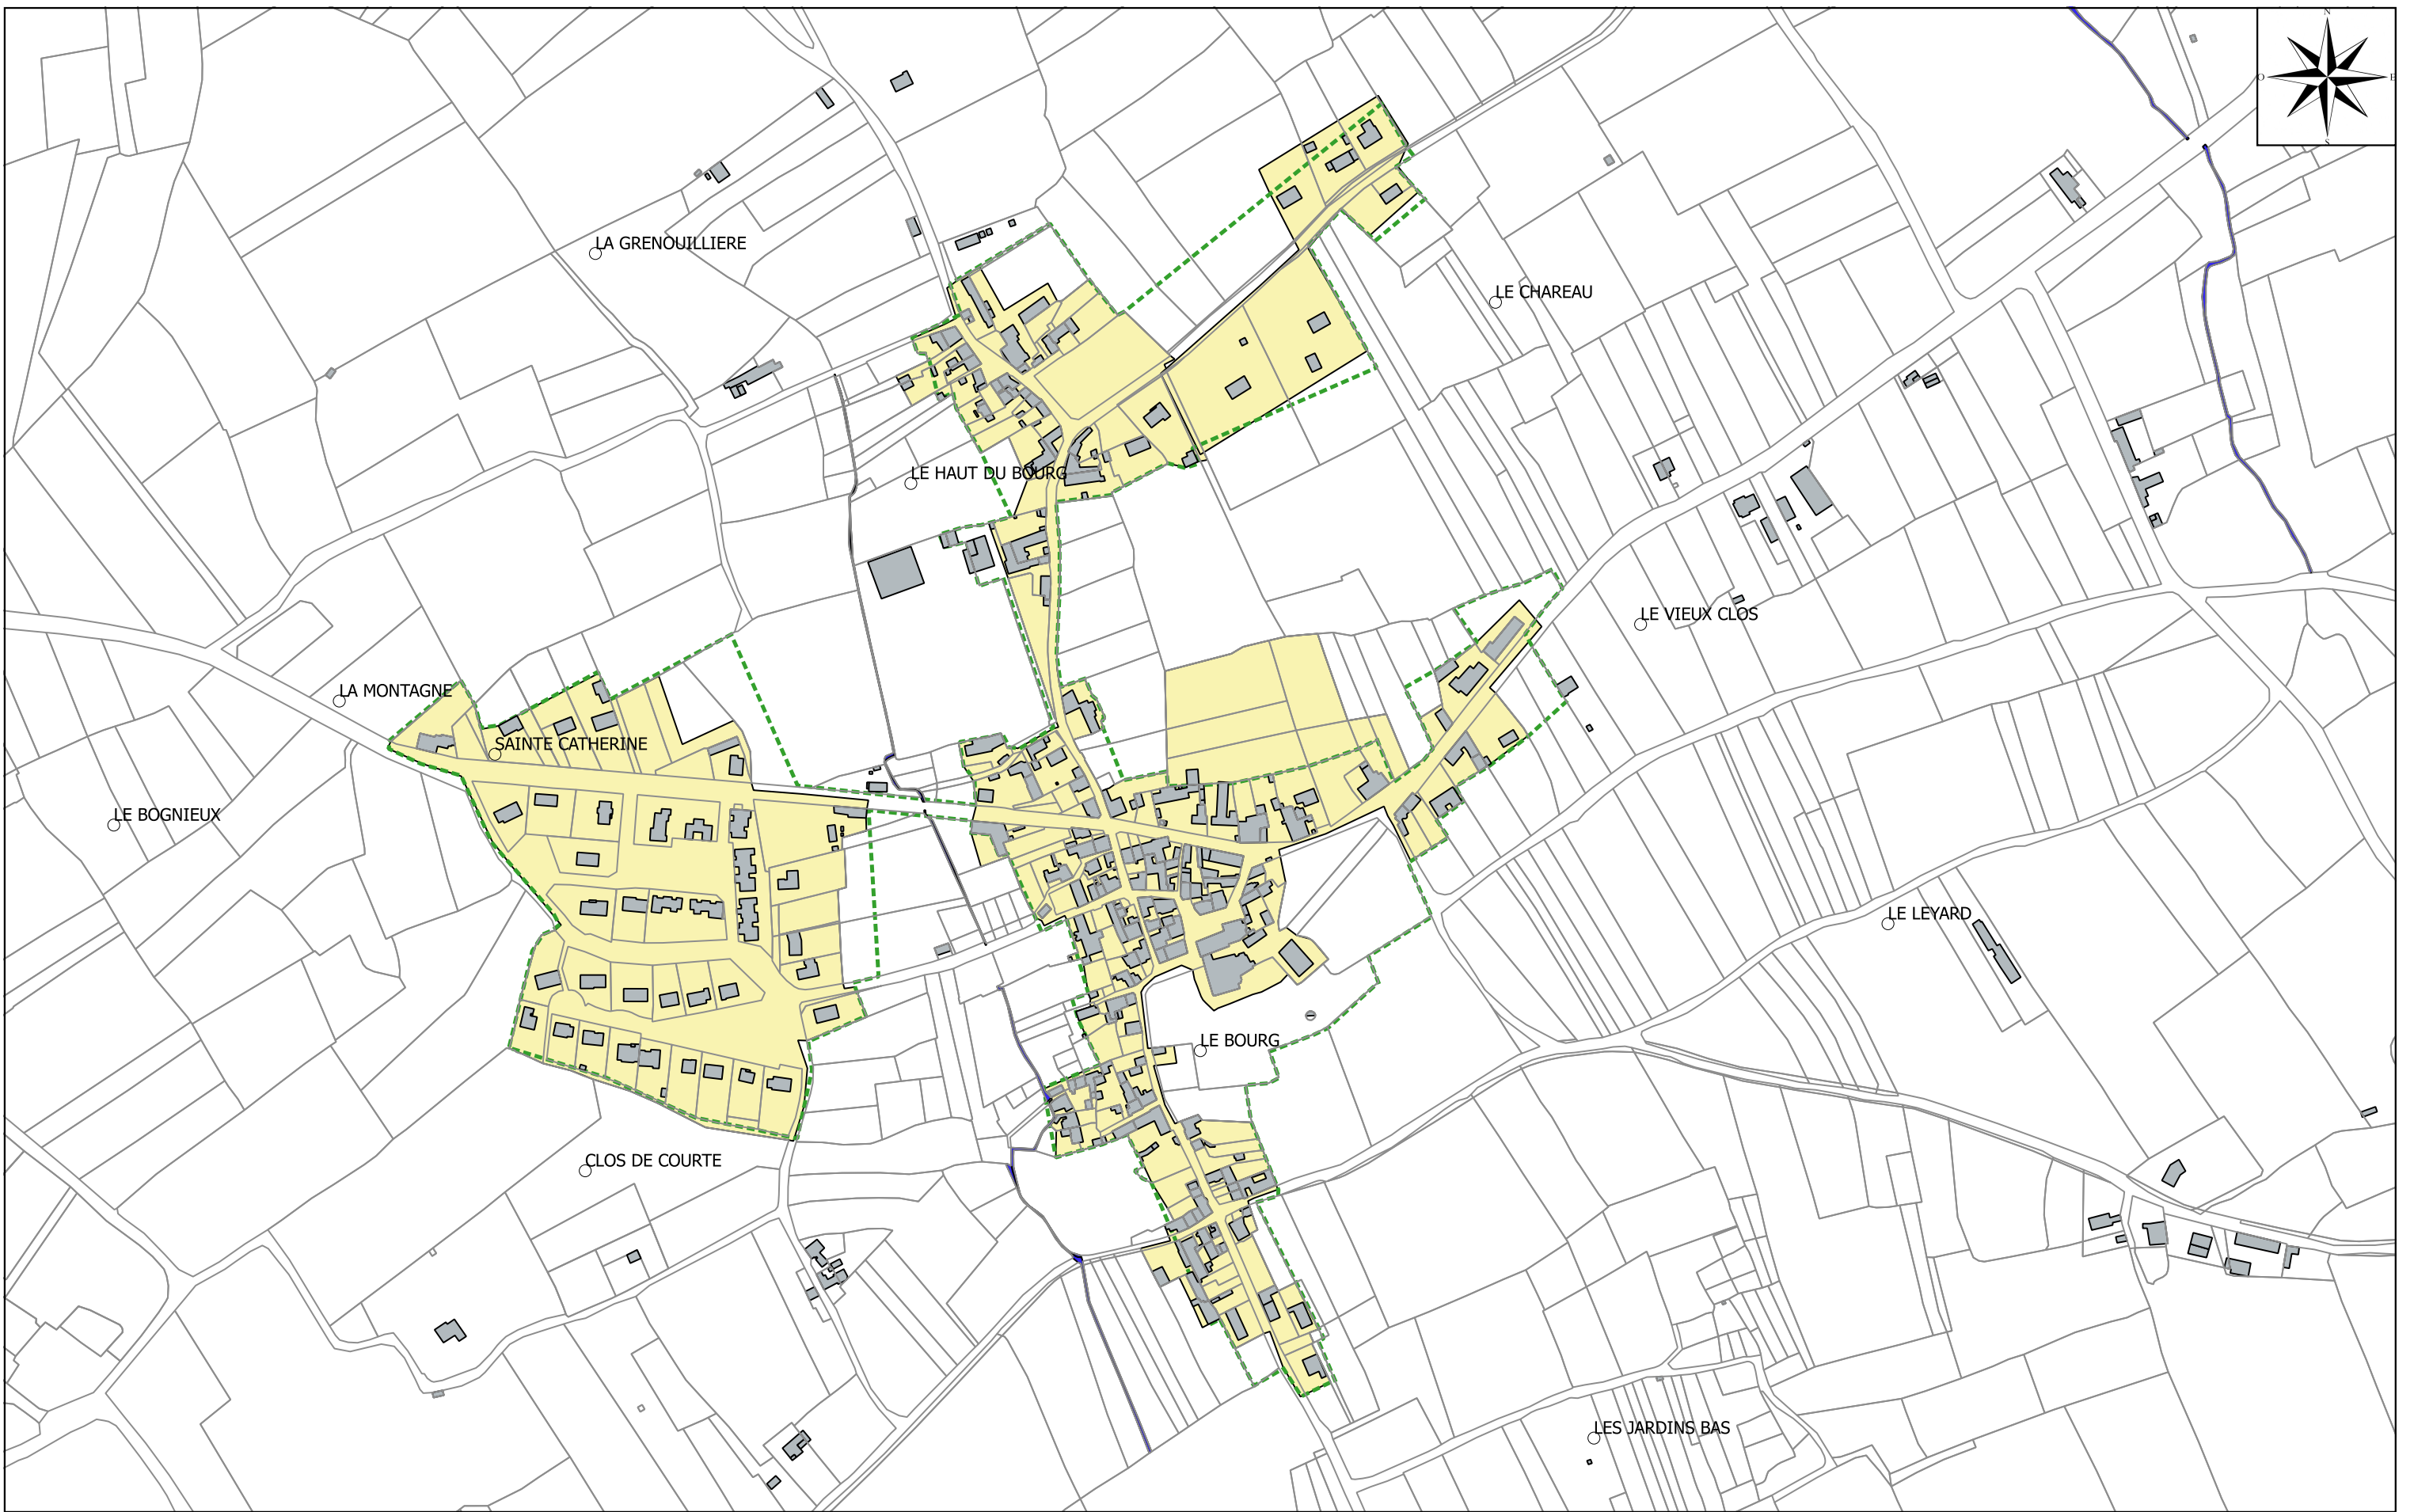 N
O
E
S
LA GRENOUILLIERE
LE CHAREAU
LE HAUT DU BOURG
LE VIEUX CLOS
LA MONTAGNE
SAINTE CATHERINE
LE BOGNIEUX
LE LEYARD
LE BOURG
CLOS DE COURTE
LES JARDINS BAS